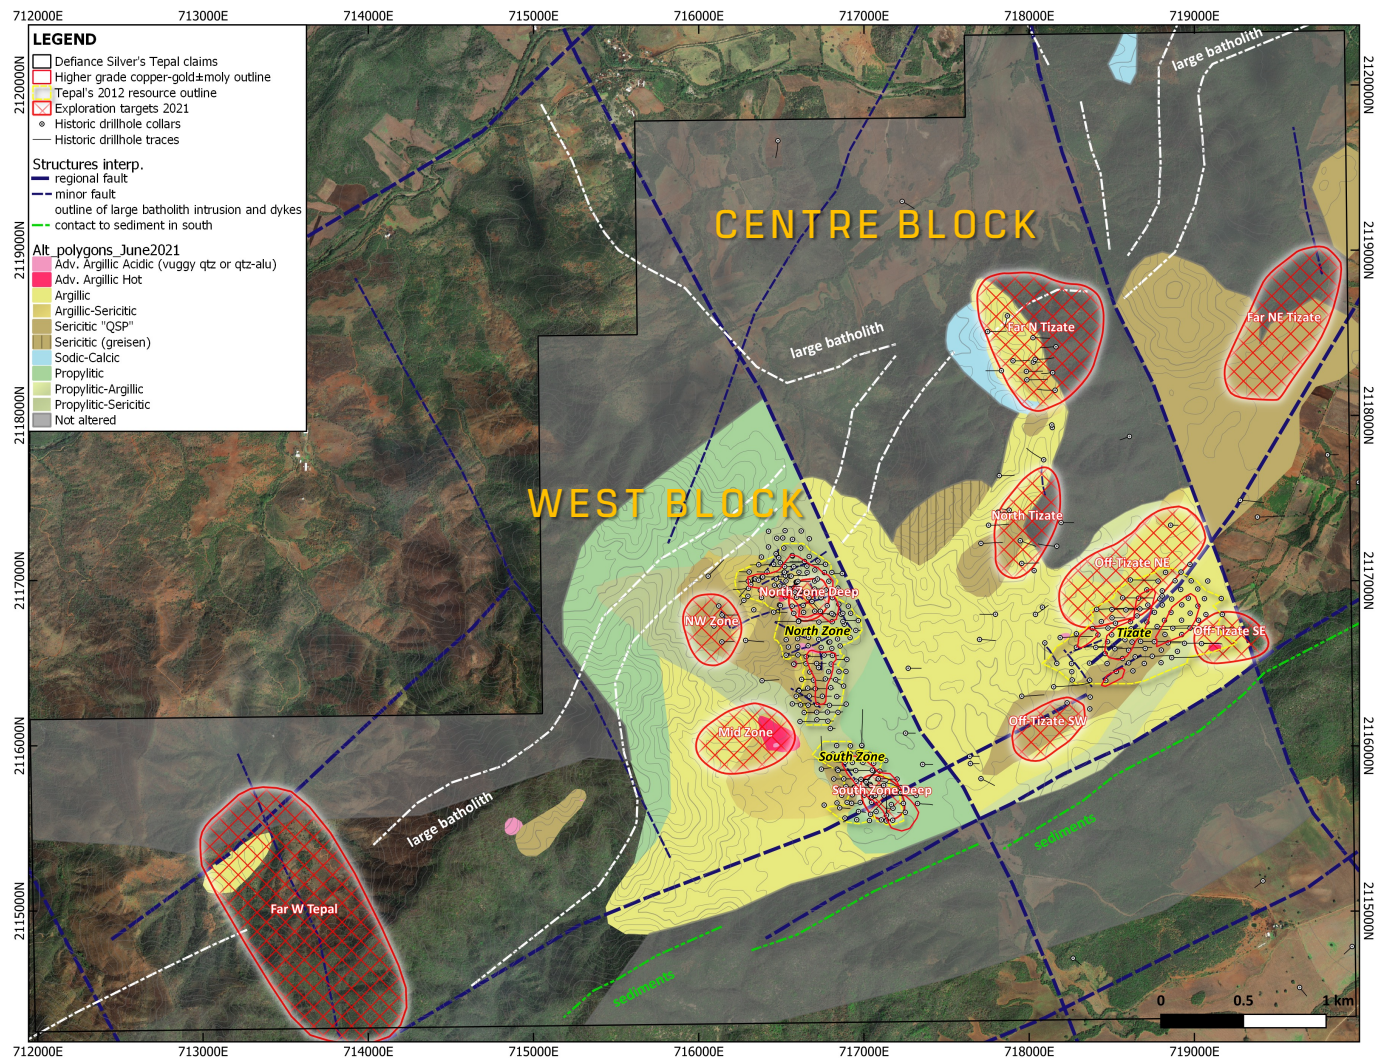 712000E 713000E 714000E 715000E 716000E 717000E 718000E 719000E
LEGEND
Defiance Silver's Tepal claims
Higher grade copper-gold±moly outline
Tepal's 2012 resource outline
Exploration targets 2021
Historic drillhole collars
Historic drillhole traces
Structures interp.
regional fault
minor fault
outline of large batholith intrusion and dykes
contact to sediment in south
Alt_polygons_June2021
Adv. Argillic Acidic (vuggy qtz or qtz-alu)
Adv. Argillic Hot
Argillic
Argillic-Sericitic
Sericitic "QSP"
Sericitic (greisen)
Sodic-Calcic
Propylitic
Propylitic-Argillic
Propylitic-Sericitic
Not altered
2120000N
2119000N
2118000N
2117000N
2116000N
2115000N
large batholith
CENTRE BLOCK
Far N Tizate
Far NE Tizate
large batholith
WEST BLOCK
North Tizate
Off-Tizate NE
North Zone Deep
NW Zone
North Zone
Tizate
Off-Tizate SE
Mid Zone
Off-Tizate SW
South Zone
South Zone Deep
large batholith
sediments
Far W Tepal
sediments
2120000N
2119000N
2118000N
2117000N
2116000N
2115000N
0 0.5 1 km
712000E 713000E 714000E 715000E 716000E 717000E 718000E 719000E